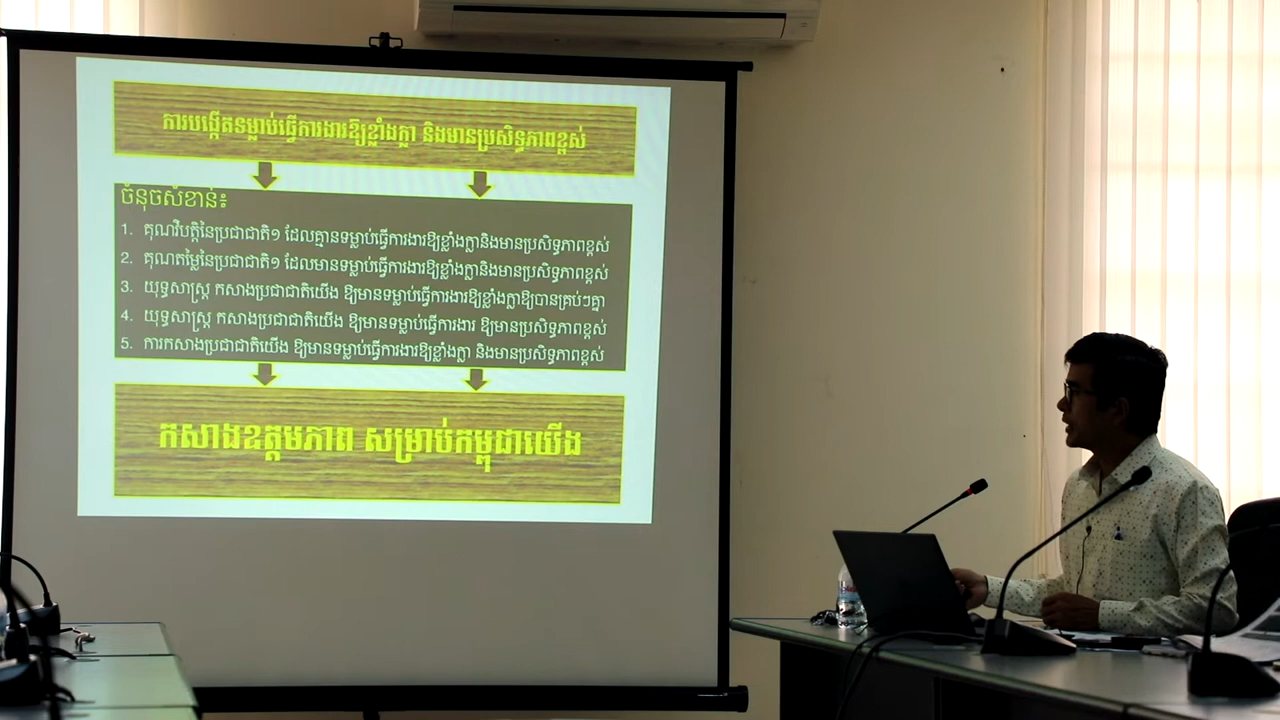 ការបង្កើតទម្លាប់ធ្វើការងារឱ្យខ្លាំងក្លា និងមានប្រសិទ្ធភាពខ្ពស់
ចំនុចសំខាន់៖
1. គុណវិបត្តិនៃប្រជាជាតិ១ ដែលគ្មានទម្លាប់ធ្វើការងារឱ្យខ្លាំងក្លានិងមានប្រសិទ្ធភាពខ្ពស់
2. គុណតម្លៃនៃប្រជាជាតិ១ ដែលមានទម្លាប់ធ្វើការងារឱ្យខ្លាំងក្លានិងមានប្រសិទ្ធភាពខ្ពស់
3. យុទ្ធសាស្ត្រ កសាងប្រជាជាតិយើង ឱ្យមានទម្លាប់ធ្វើការងារឱ្យខ្លាំងក្លាឱ្យបានគ្រប់ៗគ្នា
4. យុទ្ធសាស្ត្រ កសាងប្រជាជាតិយើង ឱ្យមានទម្លាប់ធ្វើការងារ ឱ្យមានប្រសិទ្ធភាពខ្ពស់
5. ការកសាងប្រជាជាតិយើង ឱ្យមានទម្លាប់ធ្វើការងារឱ្យខ្លាំងក្លា និងមានប្រសិទ្ធភាពខ្ពស់
កសាងឧត្តមភាព សម្រាប់កម្ពុជាយើង